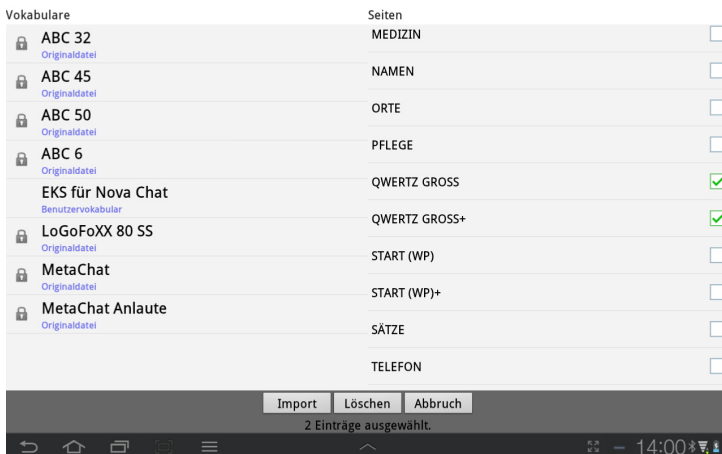 Vokabulare
ABC 32
Originaldatei
ABC 45
Originaldatei
ABC 50
Originaldatei
ABC 6
Originaldatei
EKS für Nova Chat
Benutzervokabular
LoGoFoXX 80 SS
Originaldatei
MetaChat
Originaldatei
MetaChat Anlaute
Originaldatei
Seiten
MEDIZIN
NAMEN
ORTE
PFLEGE
QWERTZ GROSS
QWERTZ GROSS+
START (WP)
START (WP)+
SÄTZE
TELEFON
Import Löschen Abbruch
2 Einträge ausgewählt.
14:00